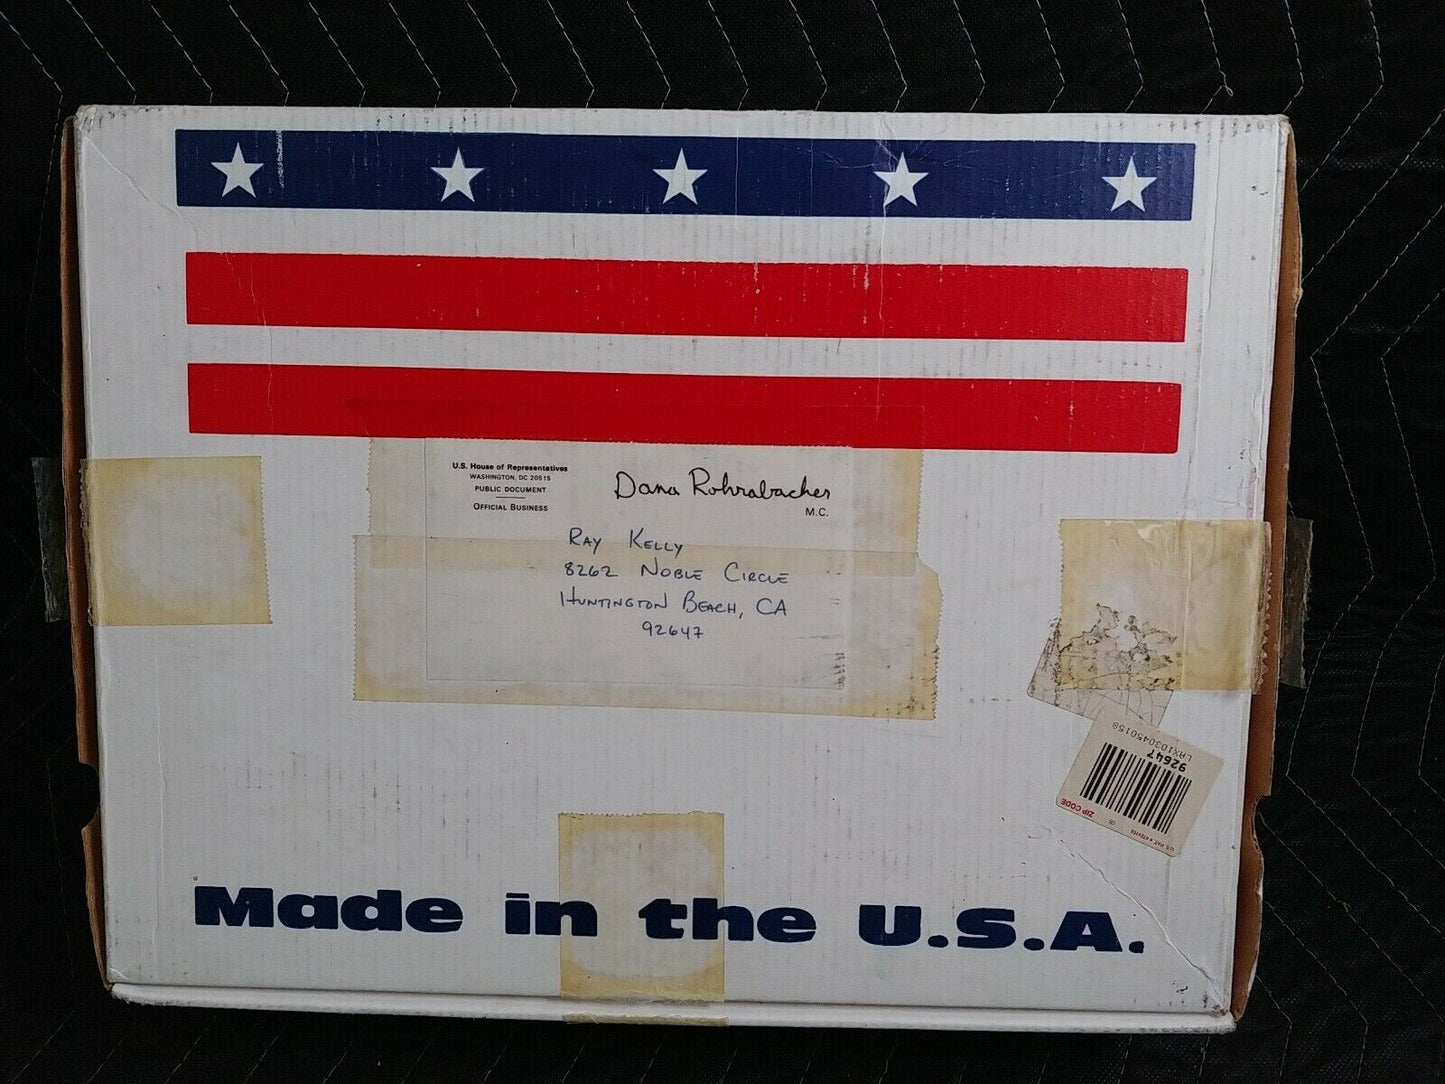 U.S. House of Representatives
WASHINGTON, DC 20515
PUBLIC DOCUMENT
OFFICIAL BUSINESS
Dana Rohrabacher
M.C.
RAY KELLY
8262 NOBLE CIRCLE
HUNTINGTON BEACH, CA
92647
LAX1030450158
92647
ZIP CODE
Made in the U.S.A.